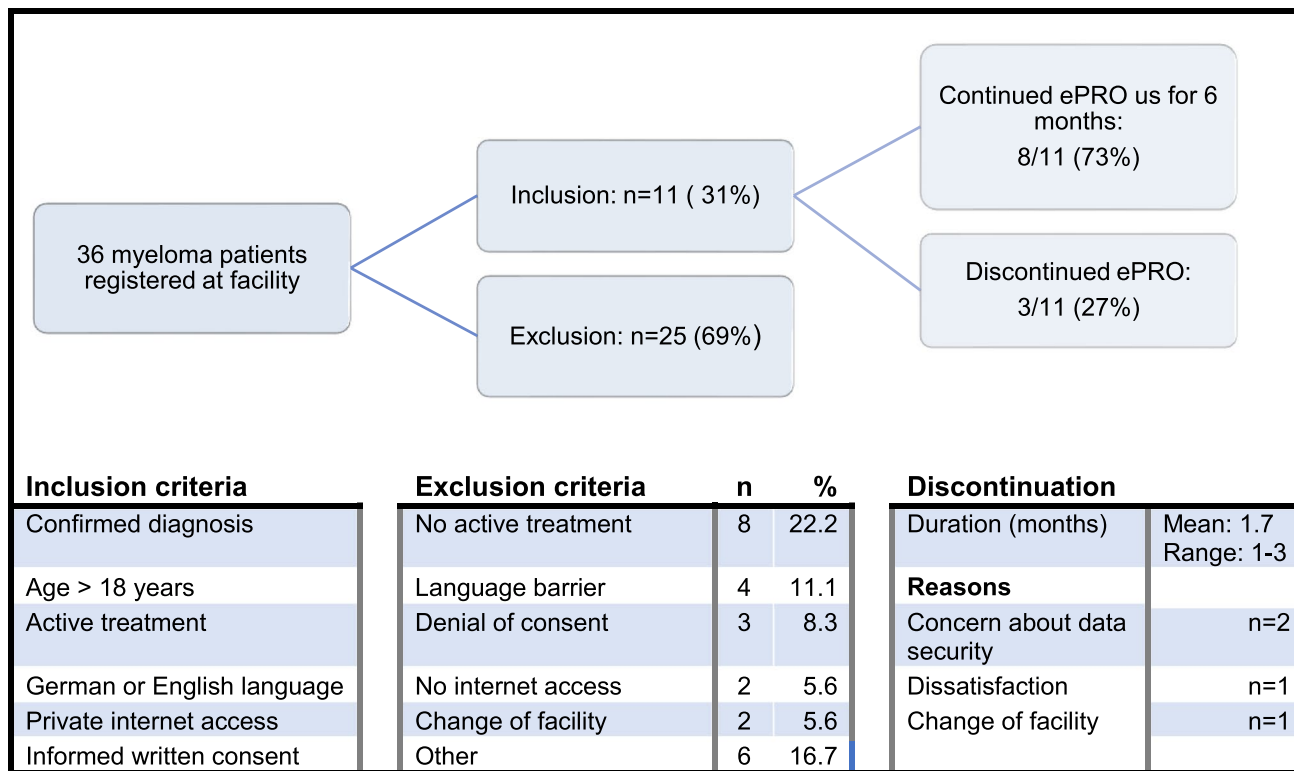 36 myeloma patients
registered at facility
Inclusion: n=11 ( 31%)
Exclusion: n=25 (69%)
Continued ePRO us for 6
months:
8/11 (73%)
Discontinued ePRO:
3/11 (27%)
Inclusion criteria
Confirmed diagnosis
Age > 18 years
Active treatment
German or English language
Private internet access
Informed written consent
Exclusion criteria n %
No active treatment 8 22.2
Language barrier 4 11.1
Denial of consent 3 8.3
No internet access 2 5.6
Change of facility 2 5.6
Other 6 16.7
Discontinuation
Duration (months) Mean: 1.7
Range: 1-3
Reasons
Concern about data n=2
security
Dissatisfaction n=1
Change of facility n=1